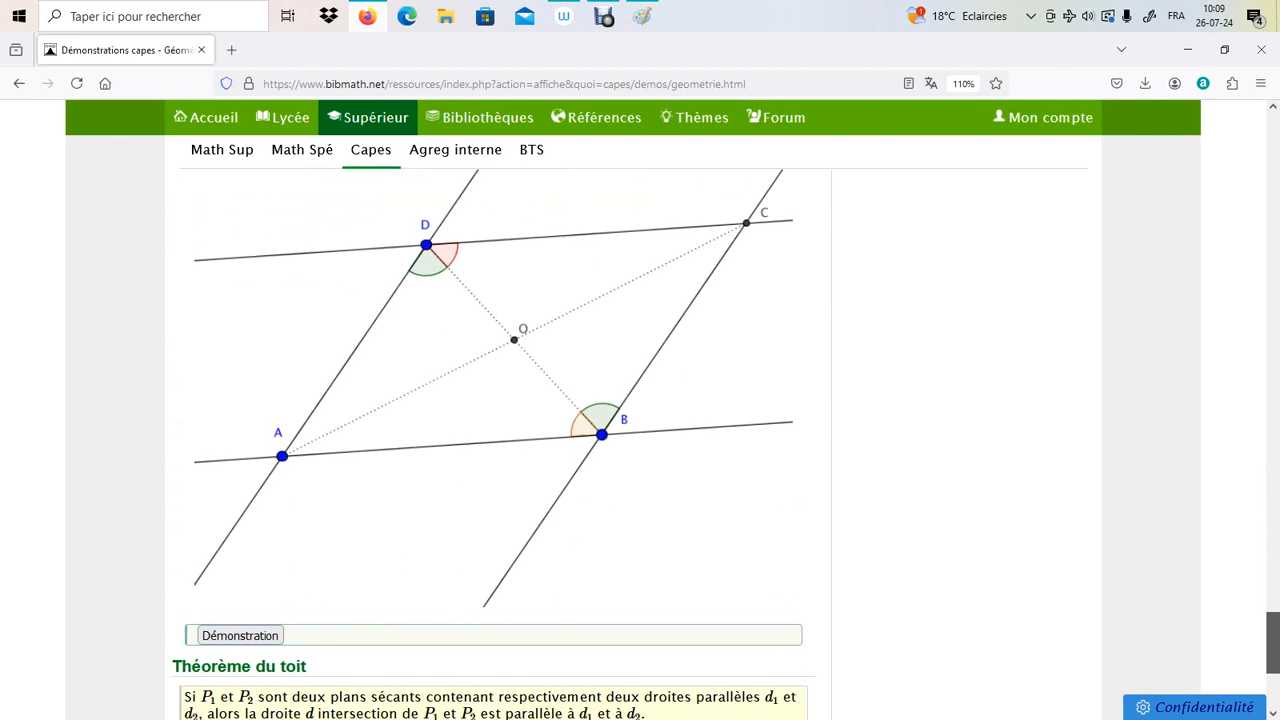 Taper ici pour rechercher
18°C Eclaircies
FRA
10:09
26-07-24
4
Démonstrations capes - Géomé
https://www.bibmath.net/ressources/index.php?action=affiche&quoi=capes/demos/geometrie.html
110%
Accueil Lycée Supérieur Bibliothèques Références Thèmes Forum Mon compte
Math Sup Math Spé Capes Agreg interne BTS
D
C
O
A
B
Démonstration
Théorème du toit
Si P₁ et P₂ sont deux plans sécants contenant respectivement deux droites parallèles d₁ et
d₂, alors la droite d intersection de P₁ et P₂ est parallèle à d₁ et à d₂.
Confidentialité